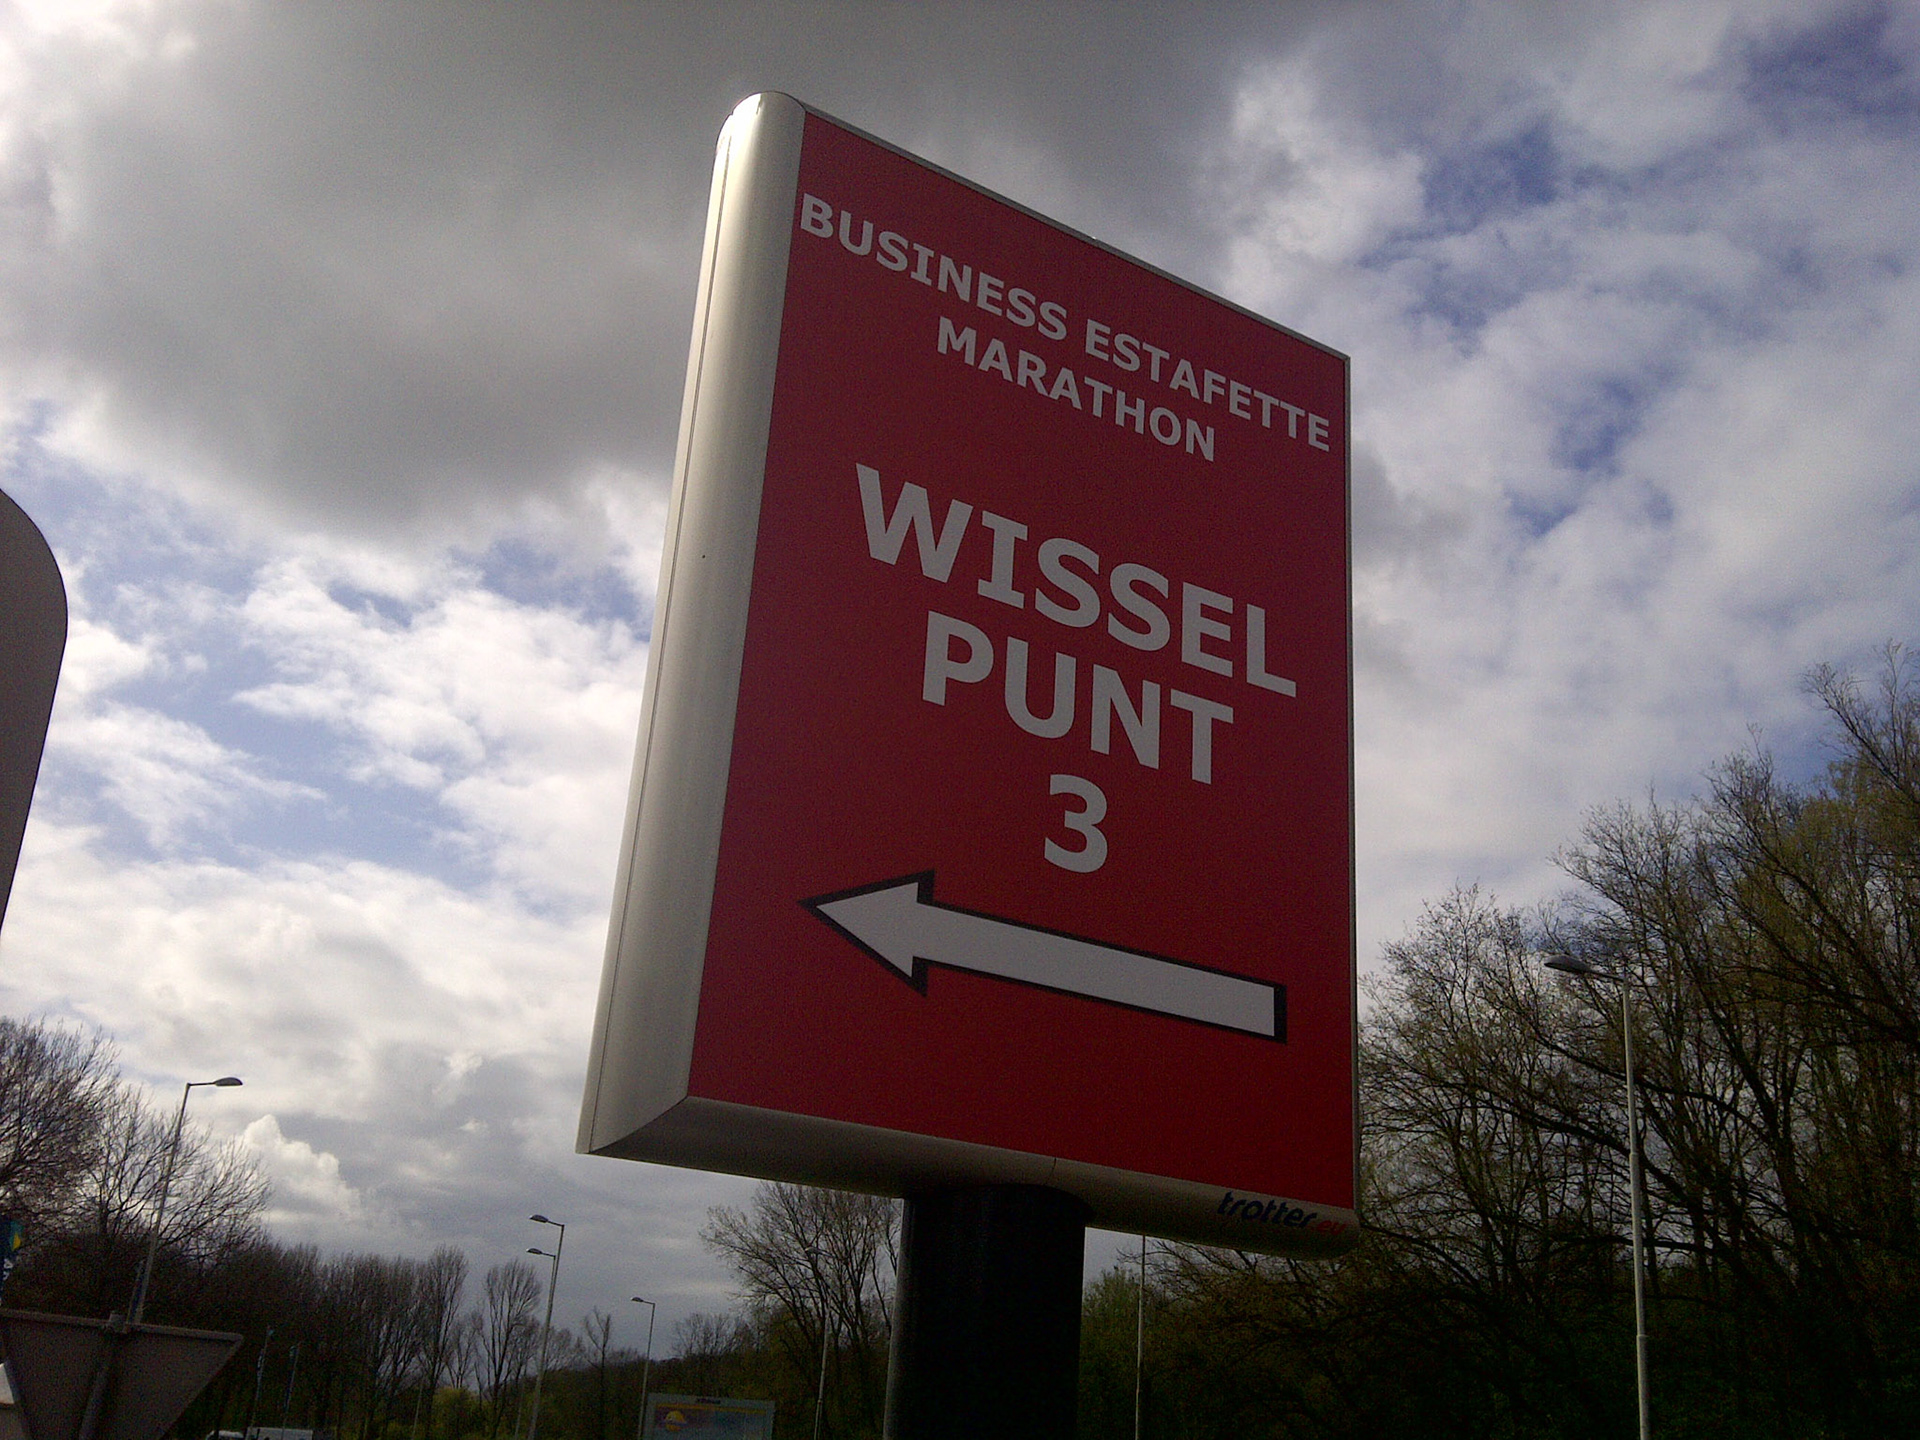 BUSINESS ESTAFETTE
MARATHON
WISSEL
PUNT
3
trotter.eu